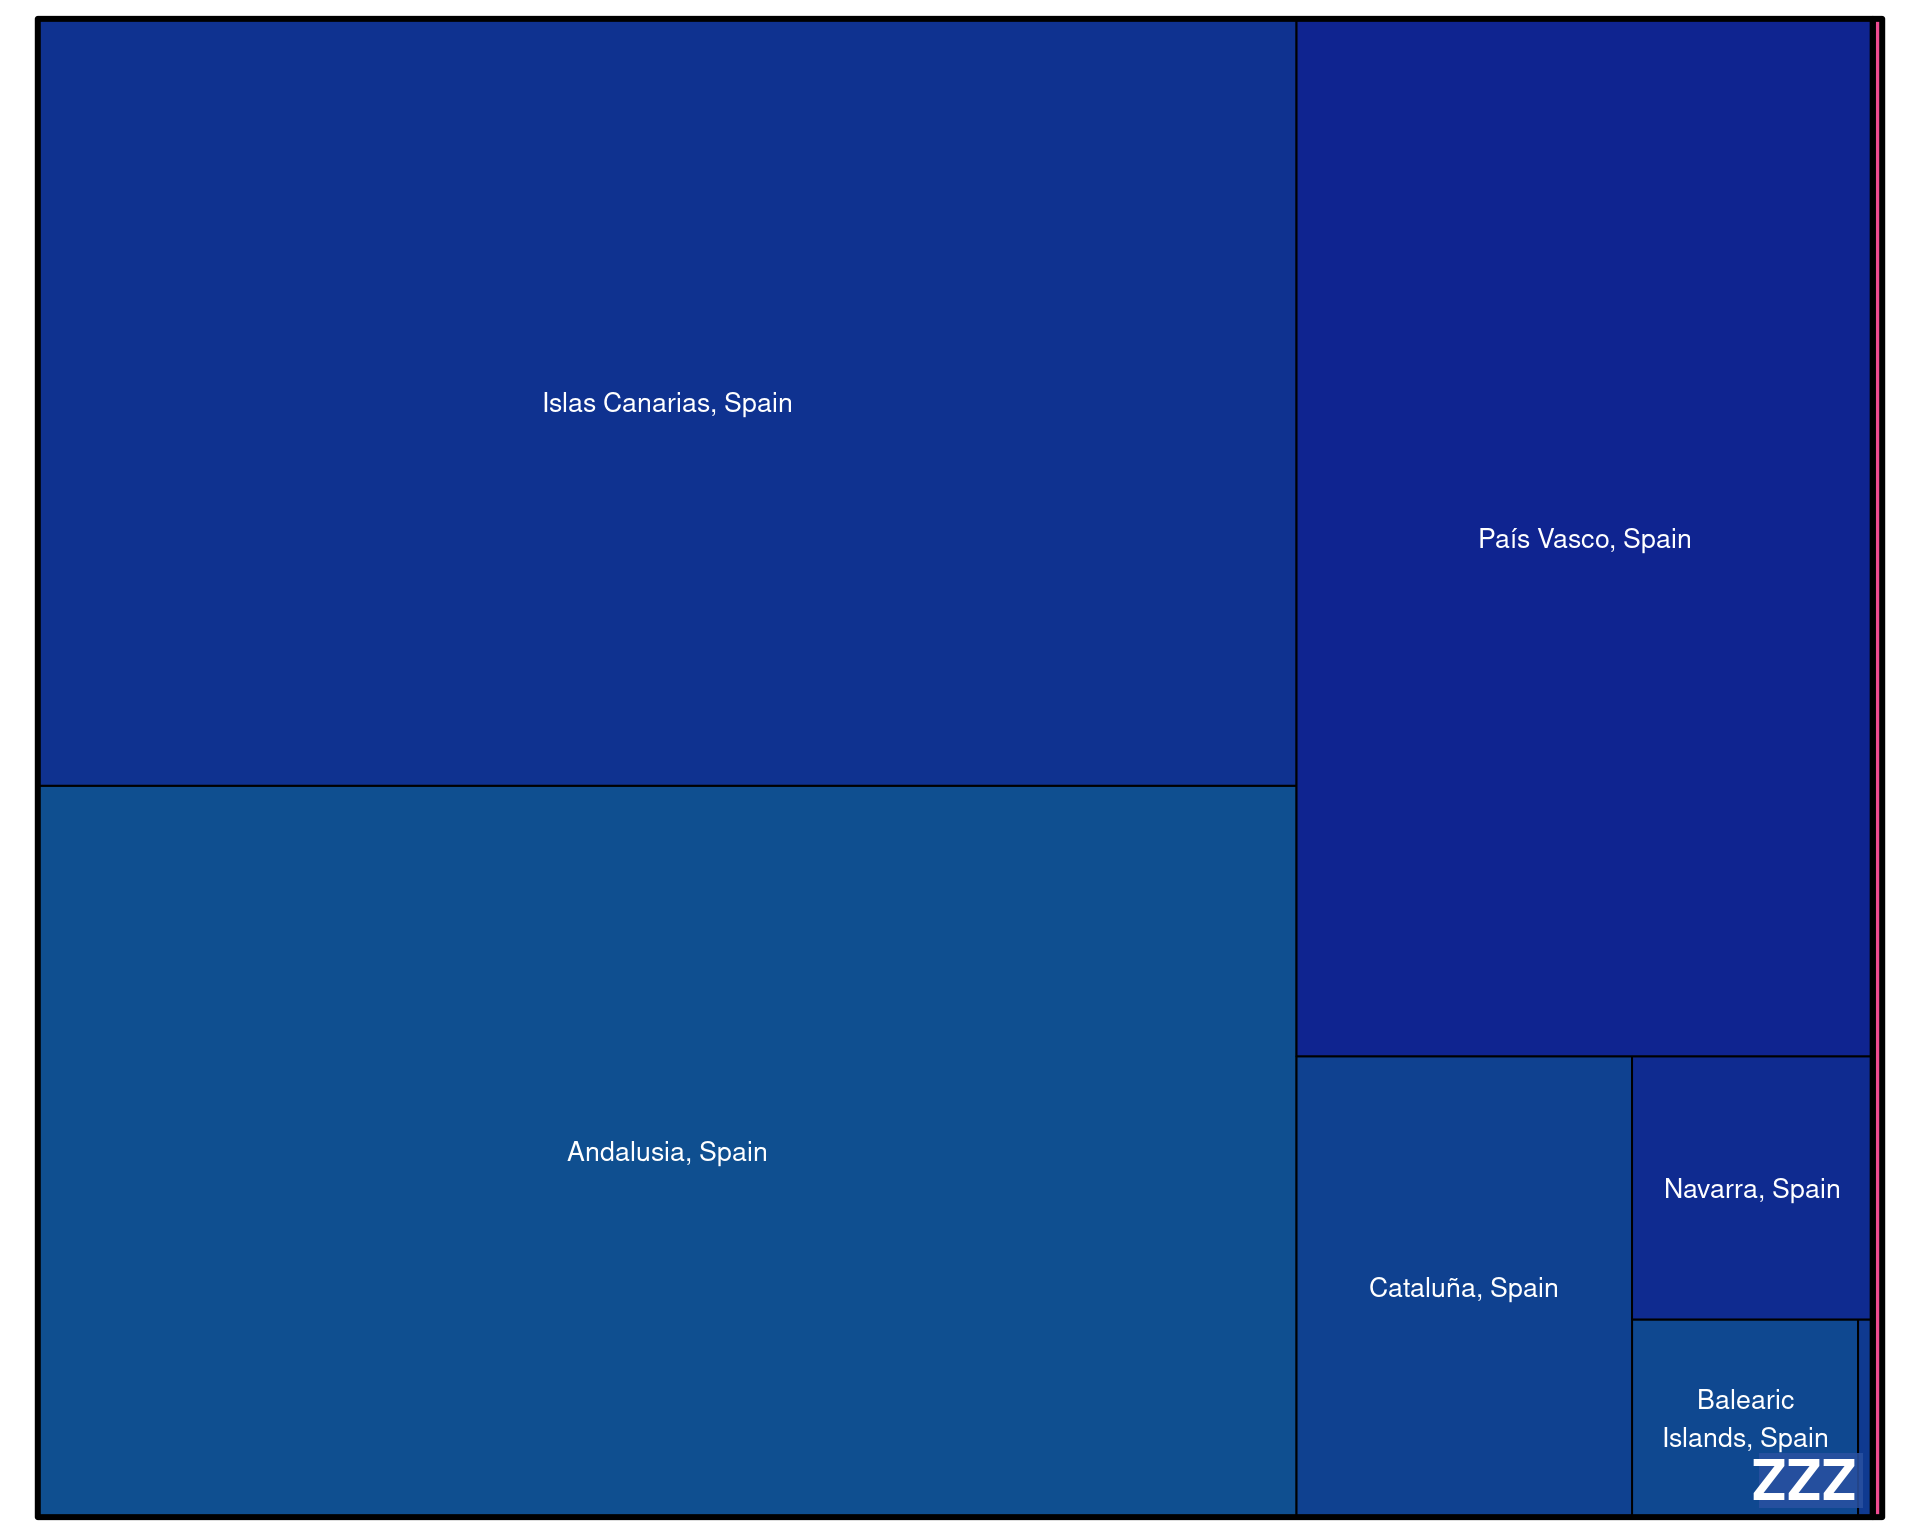 Islas Canarias, Spain
País Vasco, Spain
Andalusia, Spain
Navarra, Spain
Cataluña, Spain
Balearic
Islands, Spain
ZZZ